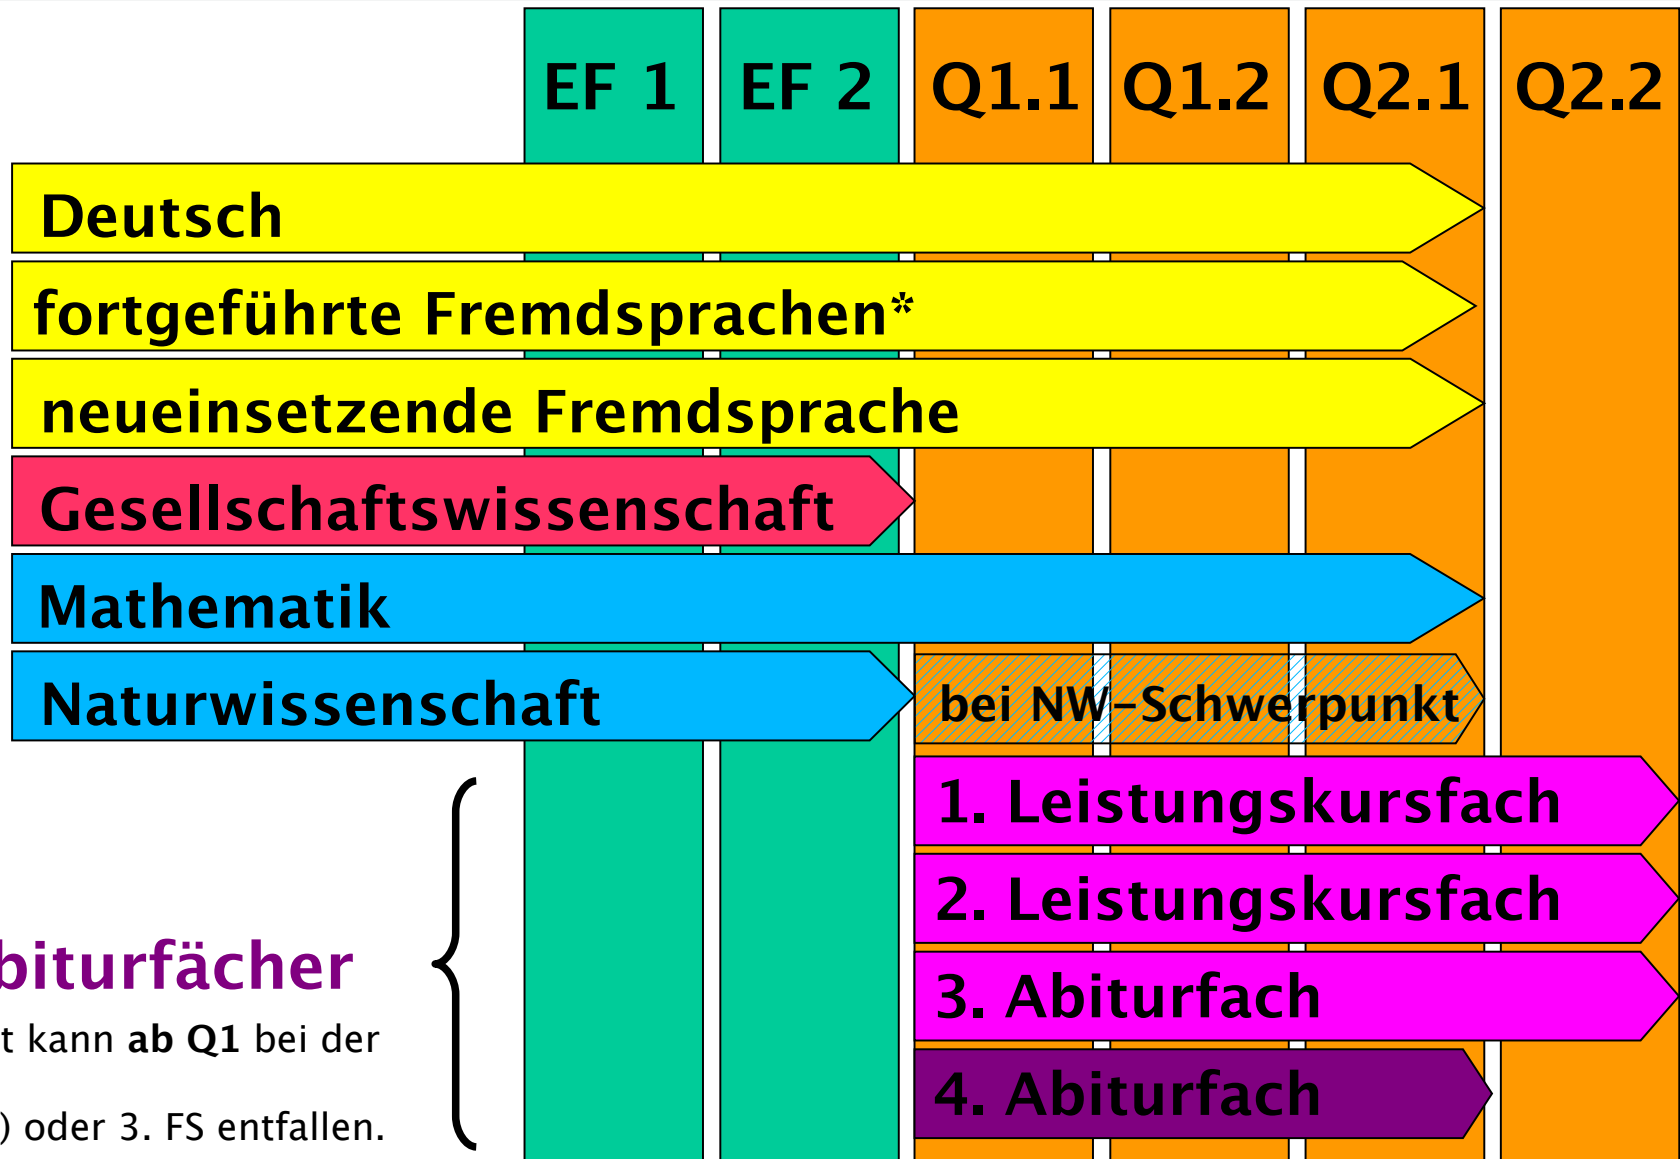 EF 1 EF 2 Q1.1 Q1.2 Q2.1 Q2.2
Deutsch
fortgeführte Fremdsprachen*
neueinsetzende Fremdsprache
Gesellschaftswissenschaft
Mathematik
Naturwissenschaft
bei NW-Schwerpunkt
1. Leistungskursfach
2. Leistungskursfach
biturfächer
3. Abiturfach
t kann ab Q1 bei der
4. Abiturfach
) oder 3. FS entfallen.